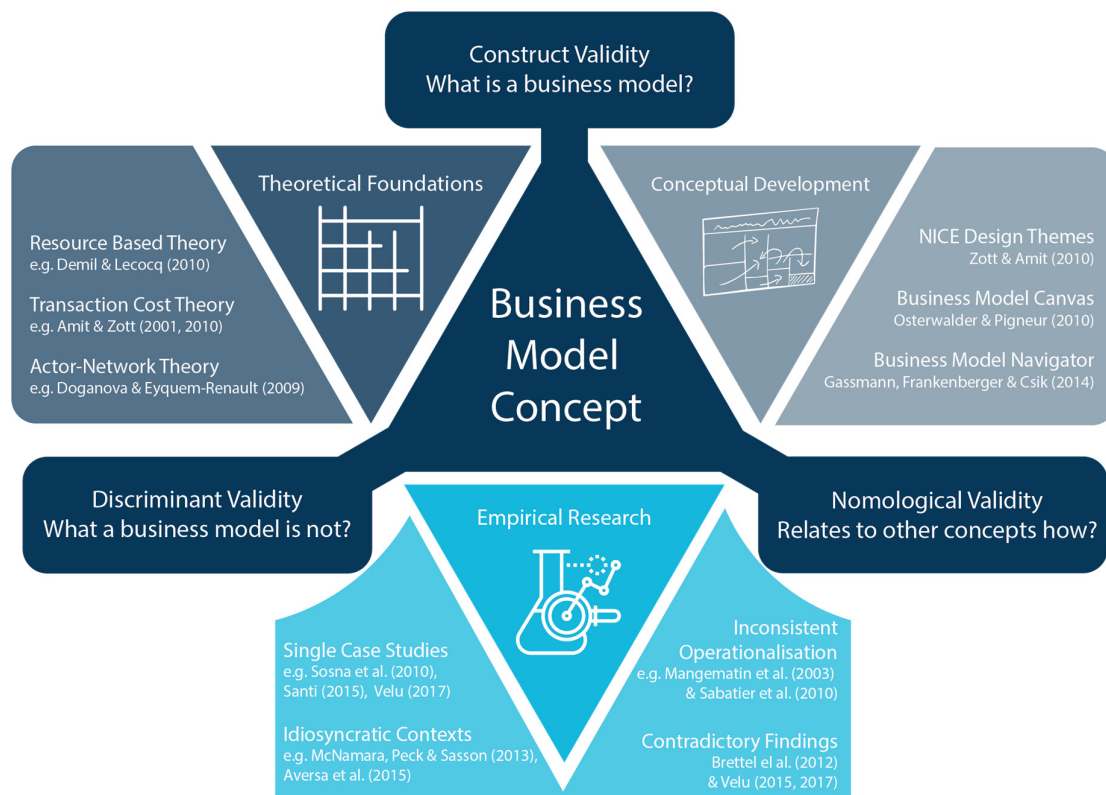 Construct Validity
What is a business model?
Theoretical Foundations
Conceptual Development
Resource Based Theory
e.g. Demil & Lecocq (2010)
Transaction Cost Theory
e.g. Amit & Zott (2001, 2010)
Actor-Network Theory
e.g. Doganova & Eyquem-Renault (2009)
Business
Model
Concept
NICE Design Themes
Zott & Amit (2010)
Business Model Canvas
Osterwalder & Pigneur (2010)
Business Model Navigator
Gassmann, Frankenberger & Csik (2014)
Discriminant Validity
What a business model is not?
Nomological Validity
Relates to other concepts how?
Empirical Research
Single Case Studies
e.g. Sosna et al. (2010),
Santi (2015), Velu (2017)
Idiosyncratic Contexts
e.g. McNamara, Peck & Sasson (2013),
Aversa et al. (2015)
Inconsistent
Operationalisation
e.g. Mangematin et al. (2003)
& Sabatier et al. (2010)
Contradictory Findings
Brettel el al. (2012)
& Velu (2015, 2017)